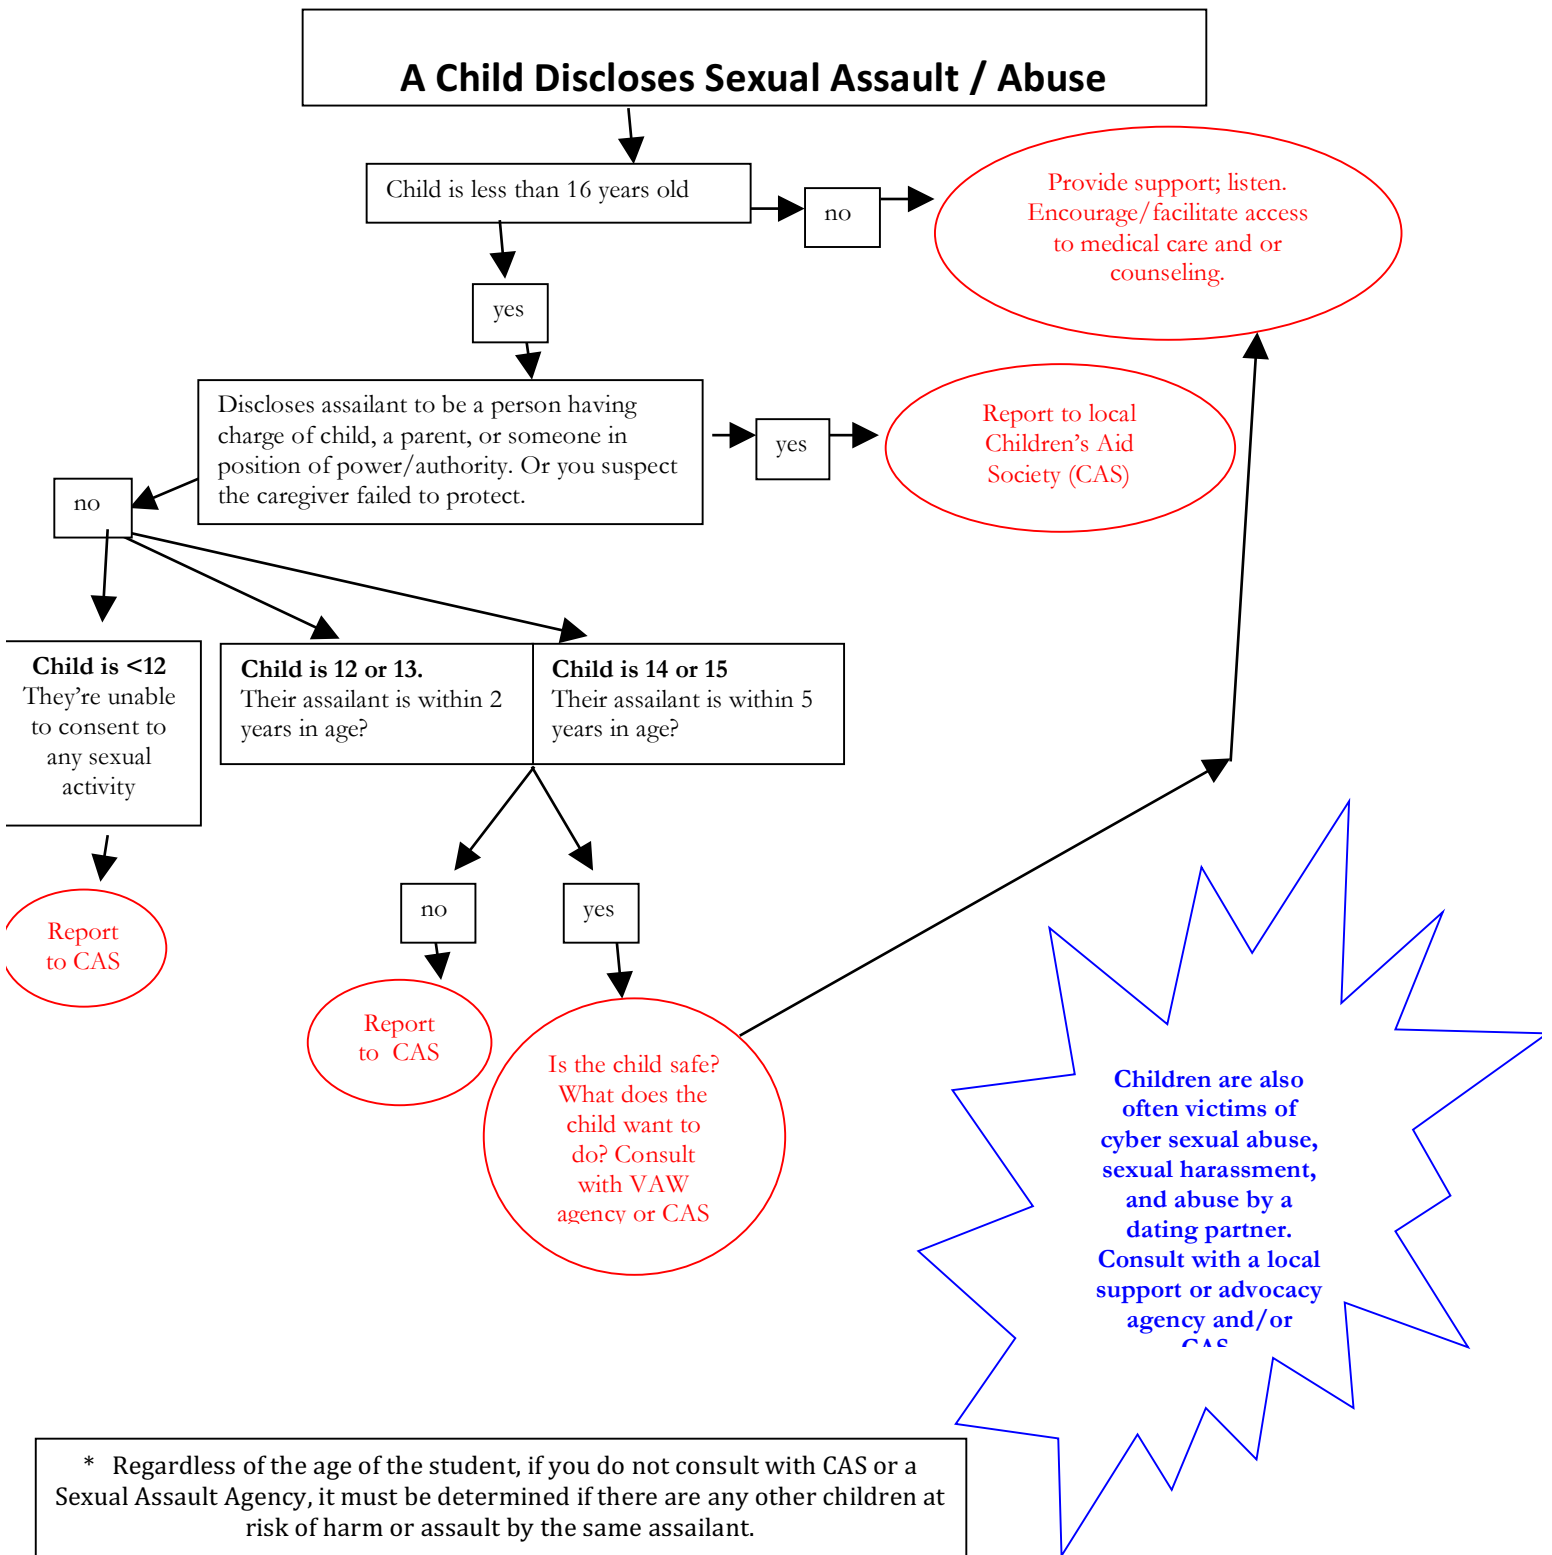 A Child Discloses Sexual Assault / Abuse
Child is less than 16 years old
no
Provide support; listen.
Encourage/facilitate access
to medical care and or
counseling.
yes
Discloses assailant to be a person having
charge of child, a parent, or someone in
position of power/authority. Or you suspect
the caregiver failed to protect.
yes
Report to local
Children’s Aid
Society (CAS)
no
Child is <12
They’re unable
to consent to
any sexual
activity
Child is 12 or 13.
Their assailant is within 2
years in age?
Child is 14 or 15
Their assailant is within 5
years in age?
Report
to CAS
no
yes
Report
to CAS
Is the child safe?
What does the
child want to
do? Consult
with VAW
agency or CAS
Children are also
often victims of
cyber sexual abuse,
sexual harassment,
and abuse by a
dating partner.
Consult with a local
support or advocacy
agency and/or
CAS
* Regardless of the age of the student, if you do not consult with CAS or a
Sexual Assault Agency, it must be determined if there are any other children at
risk of harm or assault by the same assailant.